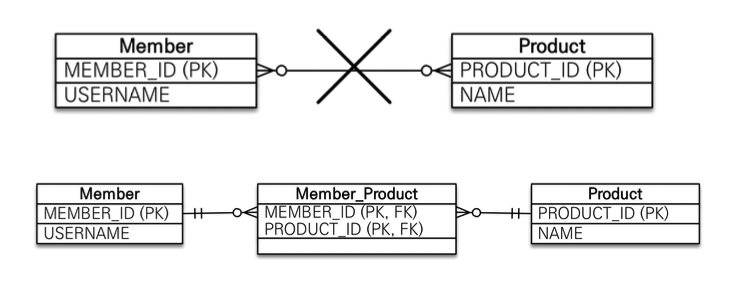 Member
MEMBER_ID (PK)
USERNAME
Product
PRODUCT_ID (PK)
NAME
Member
MEMBER_ID (PK)
USERNAME
Member_Product
MEMBER_ID (PK, FK)
PRODUCT_ID (PK, FK)
Product
PRODUCT_ID (PK)
NAME